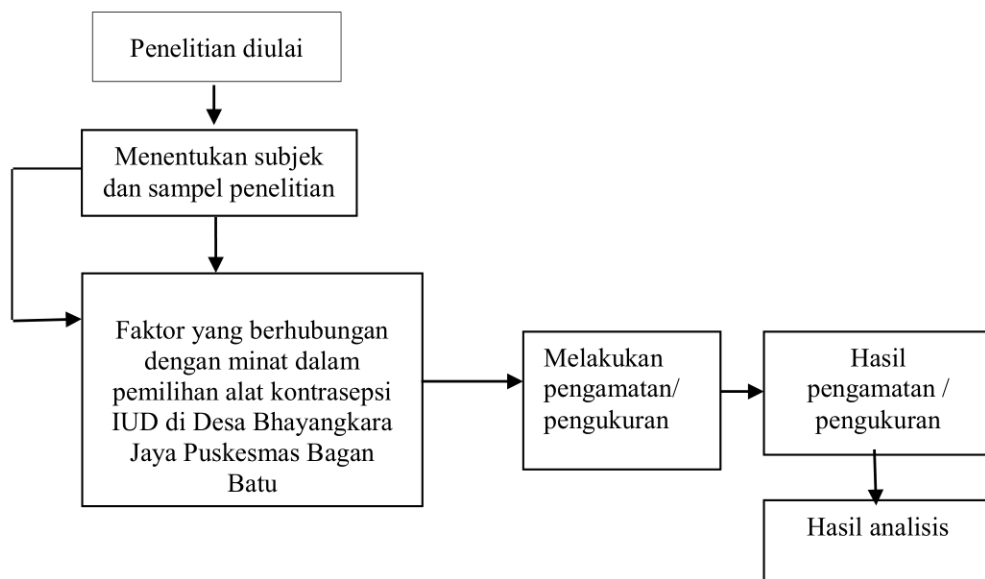 Penelitian diulai
Menentukan subjek
dan sampel penelitian
Faktor yang berhubungan
dengan minat dalam
pemilihan alat kontrasepsi
IUD di Desa Bhayangkara
Jaya Puskesmas Bagan
Batu
Melakukan
pengamatan/
pengukuran
Hasil
pengamatan /
pengukuran
Hasil analisis